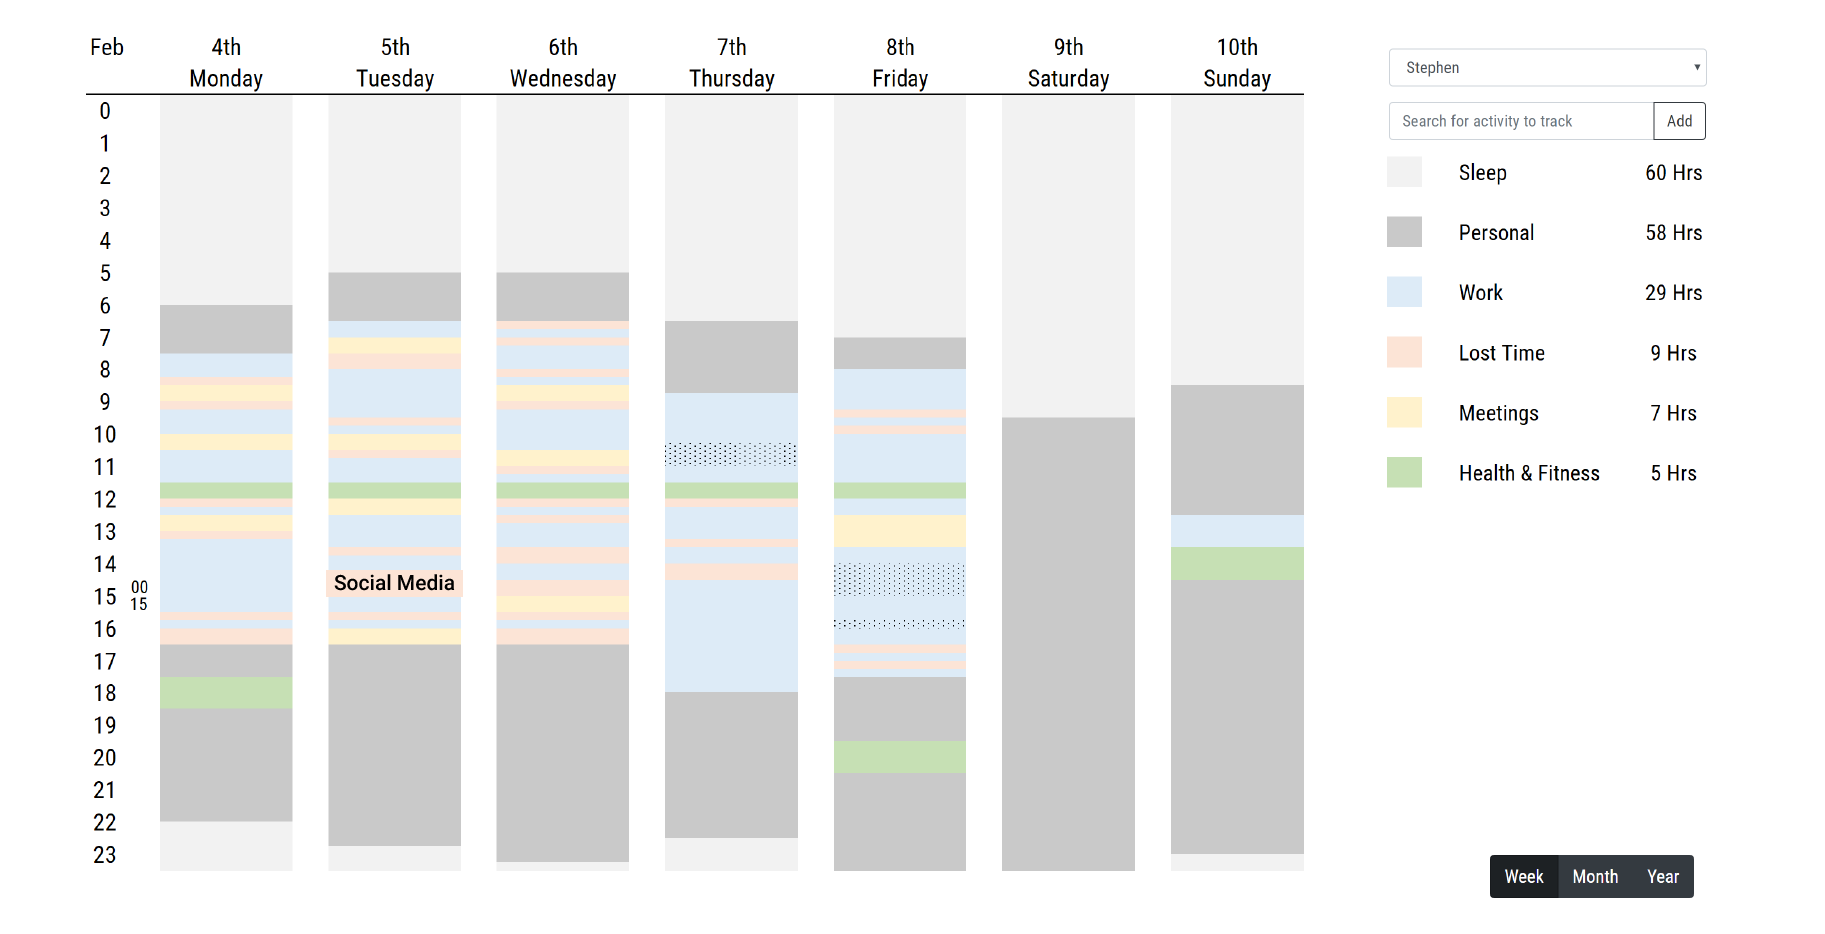 Feb 4th 5th 6th 7th 8th 9th 10th
Monday Tuesday Wednesday Thursday Friday Saturday Sunday
0
1
2
3
4
5
6
7
8
9
10
11
12
13
14
15 00
15
Social Media
16
17
18
19
20
21
22
23
Stephen
Search for activity to track Add
Sleep 60 Hrs
Personal 58 Hrs
Work 29 Hrs
Lost Time 9 Hrs
Meetings 7 Hrs
Health & Fitness 5 Hrs
Week Month Year